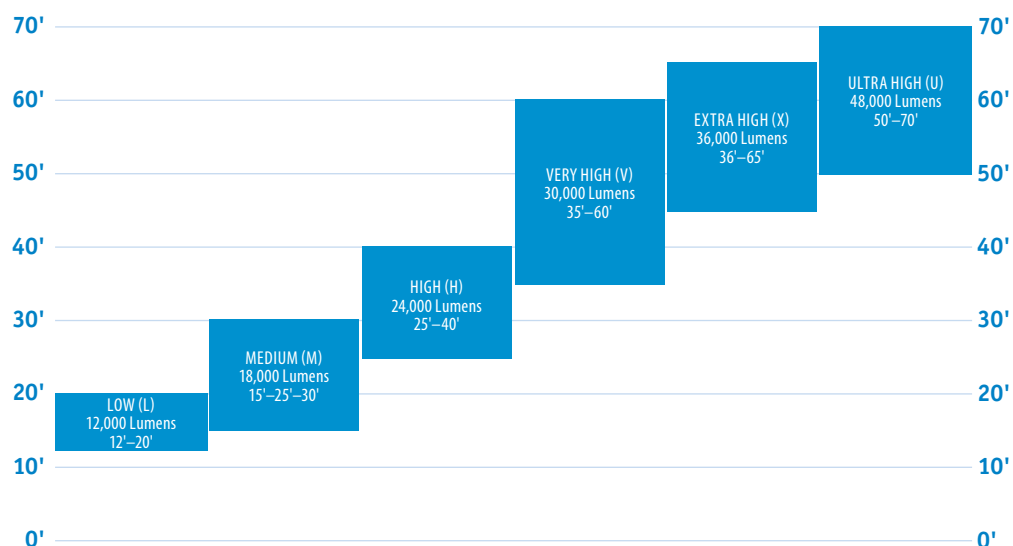 70'
70'
ULTRA HIGH (U)
48,000 Lumens
50'–70'
60'
60'
EXTRA HIGH (X)
36,000 Lumens
36'–65'
50'
50'
VERY HIGH (V)
30,000 Lumens
35'–60'
40'
40'
HIGH (H)
24,000 Lumens
25'–40'
30'
30'
MEDIUM (M)
18,000 Lumens
15'–25'–30'
20'
20'
LOW (L)
12,000 Lumens
12'–20'
10'
10'
0'
0'